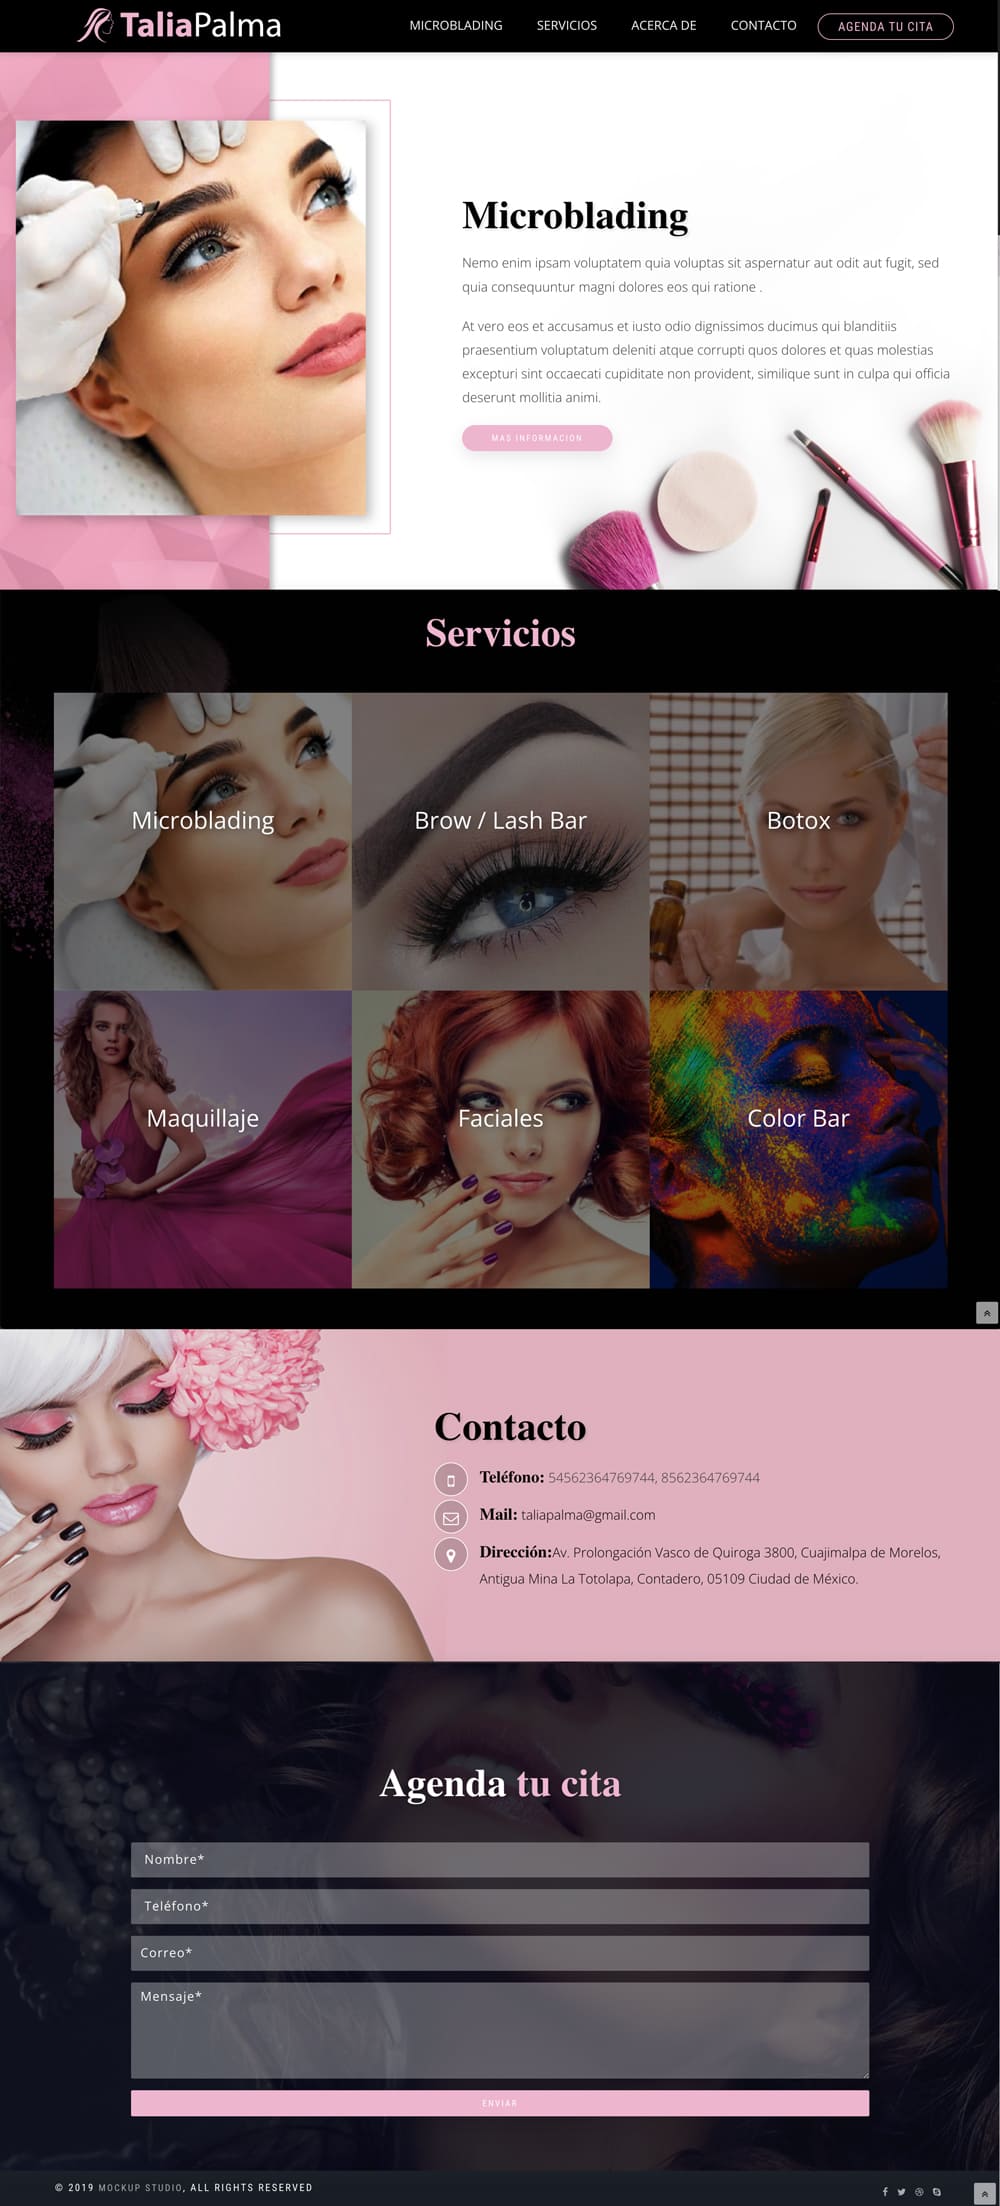 TaliaPalma
MICROBLADING SERVICIOS ACERCA DE CONTACTO AGENDA TU CITA
Microblading
Nemo enim ipsam voluptatem quia voluptas sit aspernatur aut odit aut fugit, sed
quia consequuntur magni dolores eos qui ratione .
At vero eos et accusamus et iusto odio dignissimos ducimus qui blanditiis
praesentium voluptatum deleniti atque corrupti quos dolores et quas molestias
excepturi sint occaecati cupiditate non provident, similique sunt in culpa qui officia
deserunt mollitia animi.
MAS INFORMACION
Servicios
Microblading
Brow / Lash Bar
Botox
Maquillaje
Faciales
Color Bar
Contacto
Teléfono: 54562364769744, 8562364769744
Mail: taliapalma@gmail.com
Dirección:Av. Prolongación Vasco de Quiroga 3800, Cuajimalpa de Morelos,
Antigua Mina La Totolapa, Contadero, 05109 Ciudad de México.
Agenda tu cita
Nombre*
Teléfono*
Correo*
Mensaje*
ENVIAR
© 2019 MOCKUP STUDIO, ALL RIGHTS RESERVED